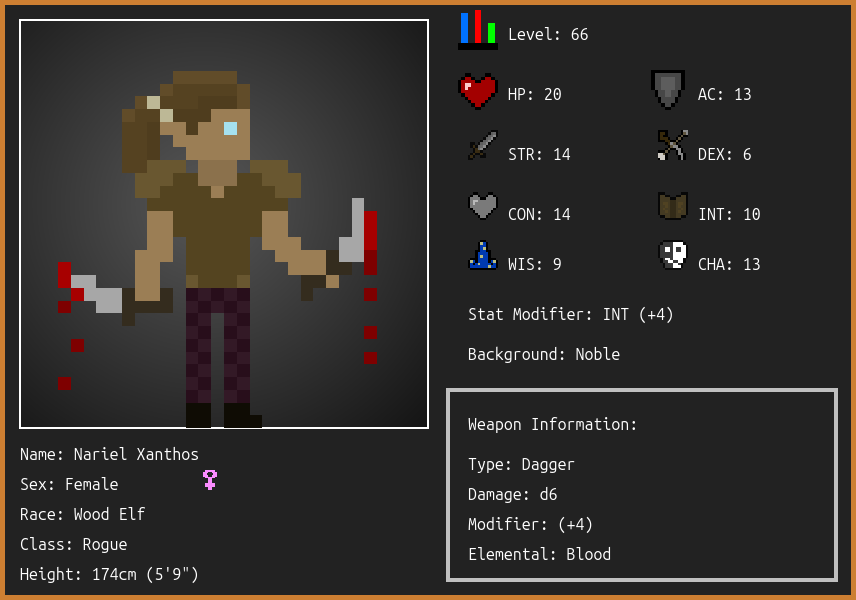 Level: 66
HP: 20
AC: 13
STR: 14
DEX: 6
CON: 14
INT: 10
WIS: 9
CHA: 13
Stat Modifier: INT (+4)
Background: Noble
Weapon Information:
Type: Dagger
Damage: d6
Modifier: (+4)
Elemental: Blood
Name: Nariel Xanthos
Sex: Female
Race: Wood Elf
Class: Rogue
Height: 174cm (5'9")